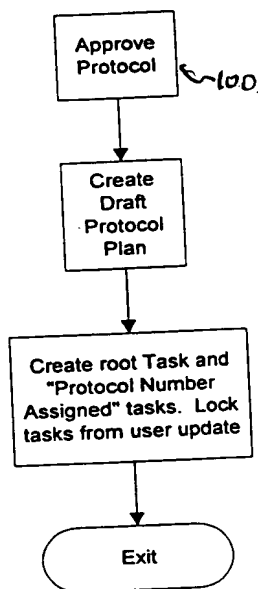 Approve
Protocol
100.
Create
Draft
Protocol
Plan
Create root Task and
"Protocol Number
Assigned" tasks. Lock
tasks from user update
Exit